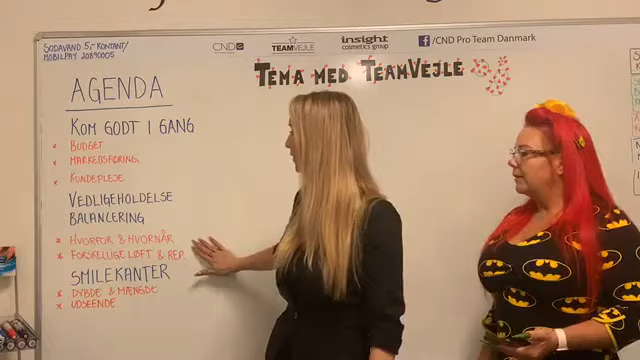 SODAVAND 5,- KONTANT/
MOBILPAY 20890005
CND
TEAMVEJLE
insight
cosmetics group
f /CND Pro Team Danmark
TEMA MED TEAMVEJLE
AGENDA
KOM GODT I GANG
x BUDGET
x MARKEDSFØRING
x KUNDEPLEJE
VEDLIGEHOLDELSE
BALANCERING
x HVORFOR & HVORNÅR
x FORSKELLIGE LØFT & REP.
SMILEKANTER
x DYBDE & MÆNGDE
x UDSEENDE